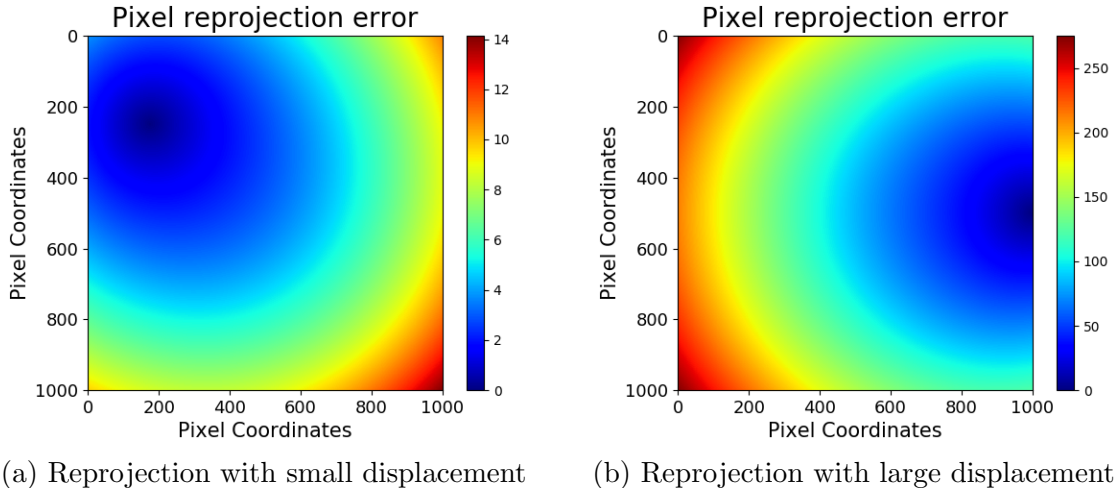 Pixel reprojection error
0
200
400
600
800
1000
Pixel Coordinates
0 200 400 600 800 1000
Pixel Coordinates
14
12
10
8
6
4
2
0
(a) Reprojection with small displacement
Pixel reprojection error
0
200
400
600
800
1000
Pixel Coordinates
0 200 400 600 800 1000
Pixel Coordinates
250
200
150
100
50
0
(b) Reprojection with large displacement